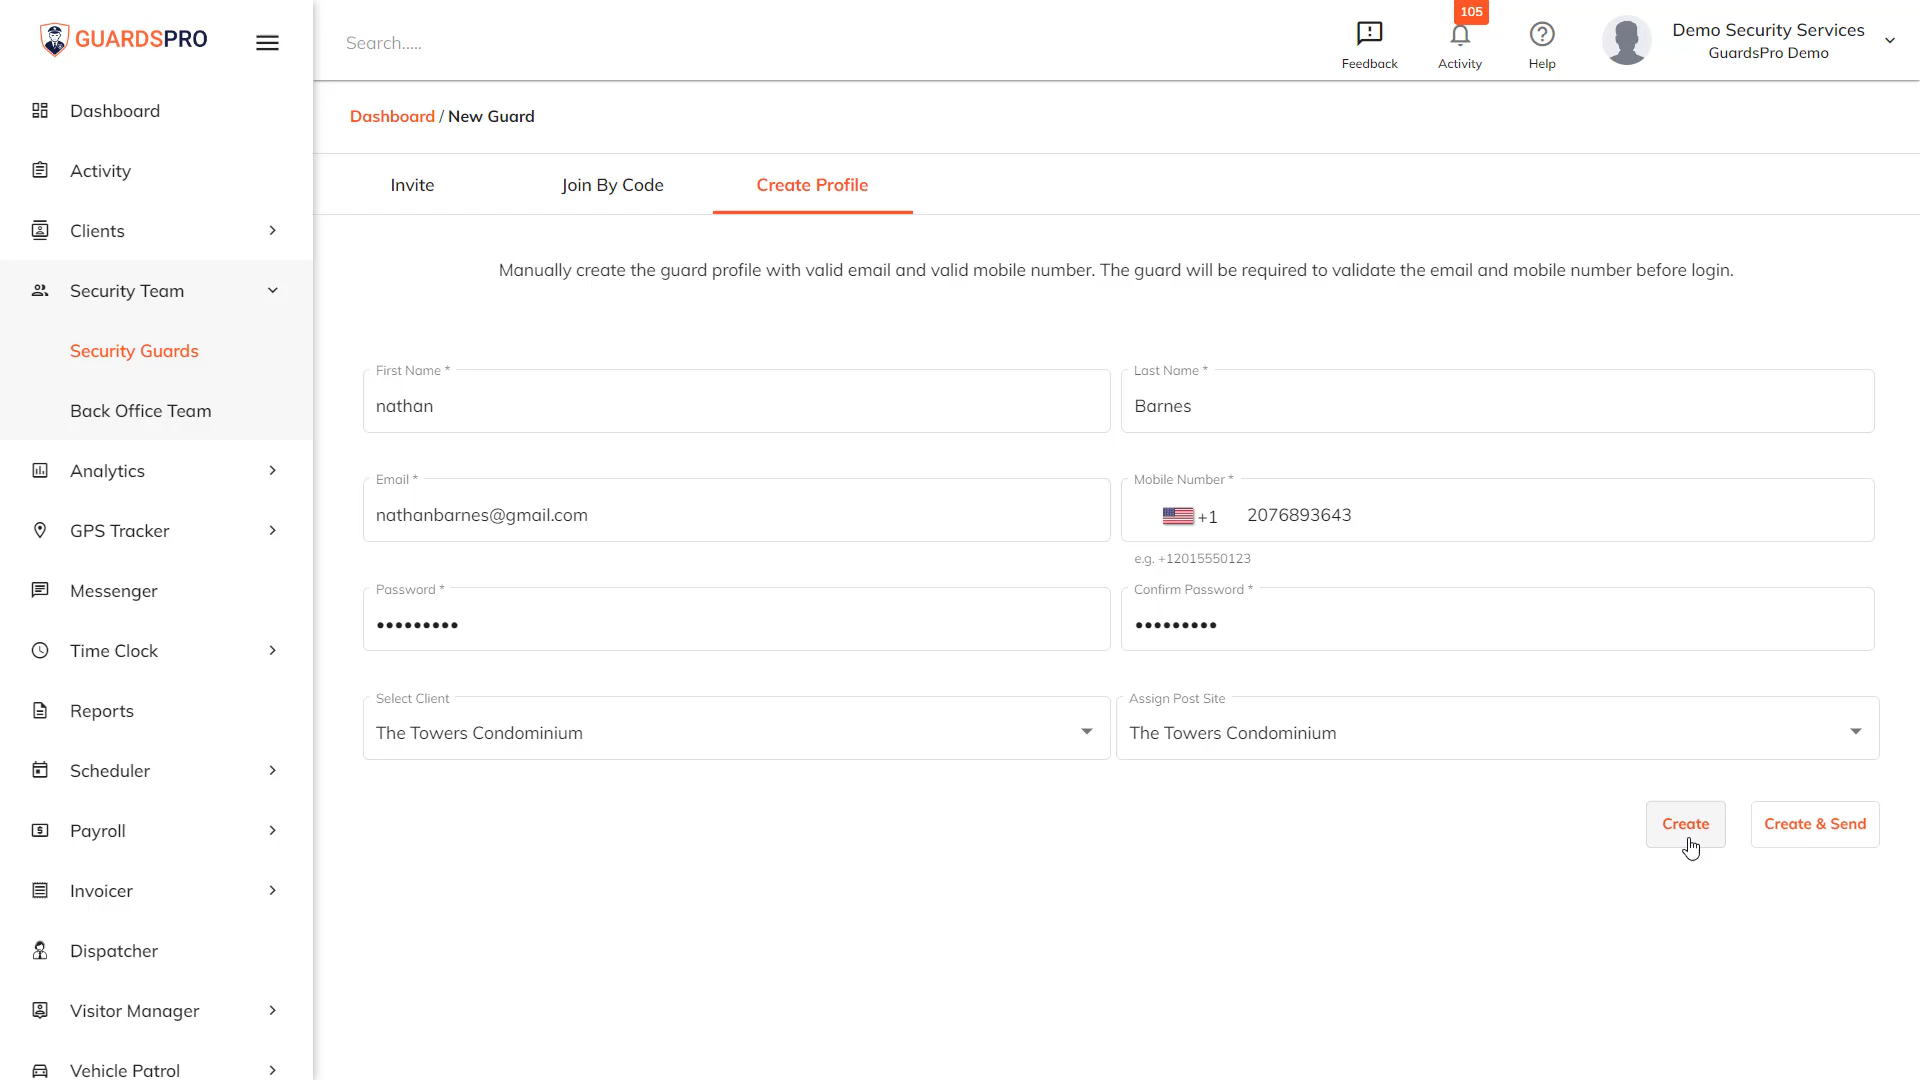 GUARDSPRO
Search.....
105
Feedback
Activity
Help
Demo Security Services
GuardsPro Demo
Dashboard
Activity
Clients
Security Team
Security Guards
Back Office Team
Analytics
GPS Tracker
Messenger
Time Clock
Reports
Scheduler
Payroll
Invoicer
Dispatcher
Visitor Manager
Vehicle Patrol
Dashboard / New Guard
Invite
Join By Code
Create Profile
Manually create the guard profile with valid email and valid mobile number. The guard will be required to validate the email and mobile number before login.
First Name *
nathan
Last Name *
Barnes
Email *
nathanbarnes@gmail.com
Mobile Number *
+1 2076893643
e.g. +12015550123
Password *
•••••••••
Confirm Password *
•••••••••
Select Client
The Towers Condominium
Assign Post Site
The Towers Condominium
Create
Create & Send